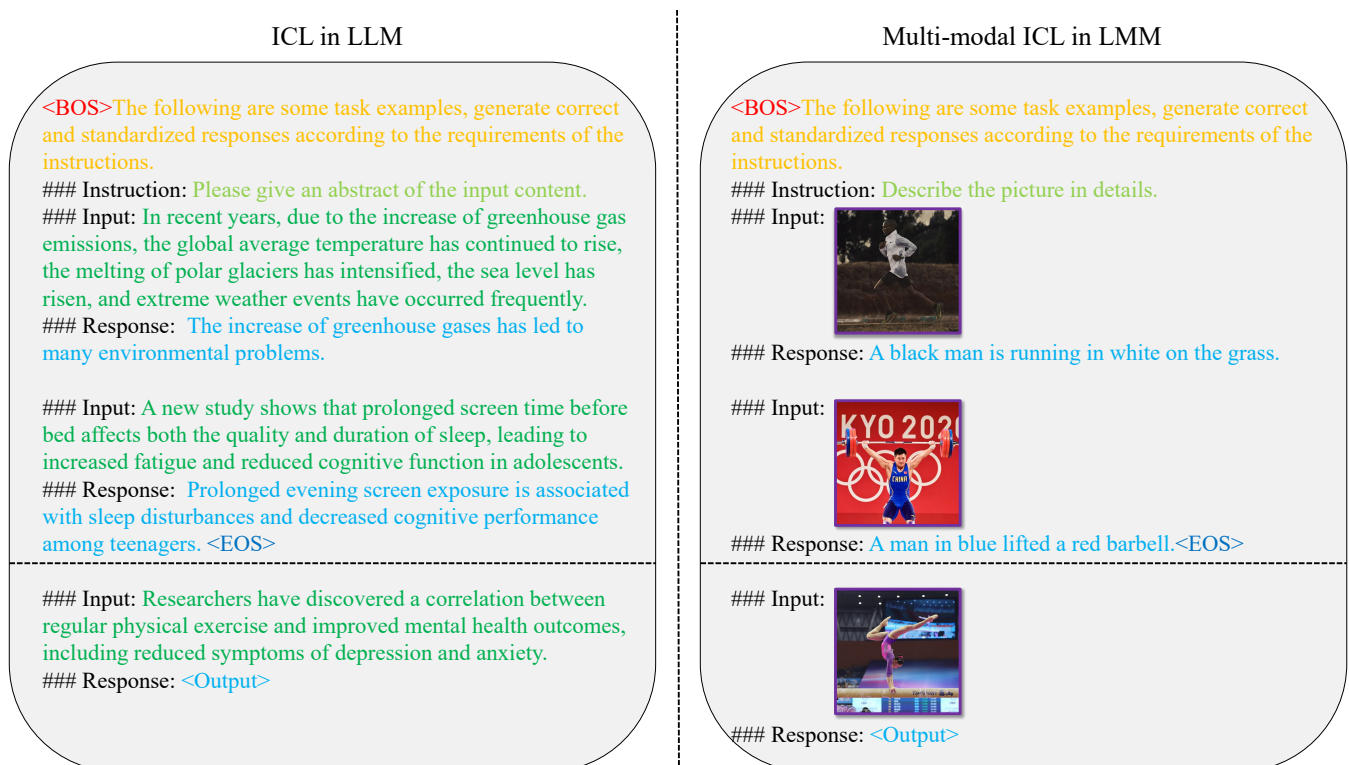 ICL in LLM
<BOS>The following are some task examples, generate correct
and standardized responses according to the requirements of the
instructions.
### Instruction: Please give an abstract of the input content.
### Input: In recent years, due to the increase of greenhouse gas
emissions, the global average temperature has continued to rise,
the melting of polar glaciers has intensified, the sea level has
risen, and extreme weather events have occurred frequently.
### Response: The increase of greenhouse gases has led to
many environmental problems.
### Input: A new study shows that prolonged screen time before
bed affects both the quality and duration of sleep, leading to
increased fatigue and reduced cognitive function in adolescents.
### Response: Prolonged evening screen exposure is associated
with sleep disturbances and decreased cognitive performance
among teenagers. <EOS>
### Input: Researchers have discovered a correlation between
regular physical exercise and improved mental health outcomes,
including reduced symptoms of depression and anxiety.
### Response: <Output>
Multi-modal ICL in LMM
<BOS>The following are some task examples, generate correct
and standardized responses according to the requirements of the
instructions.
### Instruction: Describe the picture in details.
### Input:
### Response: A black man is running in white on the grass.
### Input:
KYO 2020
CHINA
### Response: A man in blue lifted a red barbell.<EOS>
### Input:
### Response: <Output>